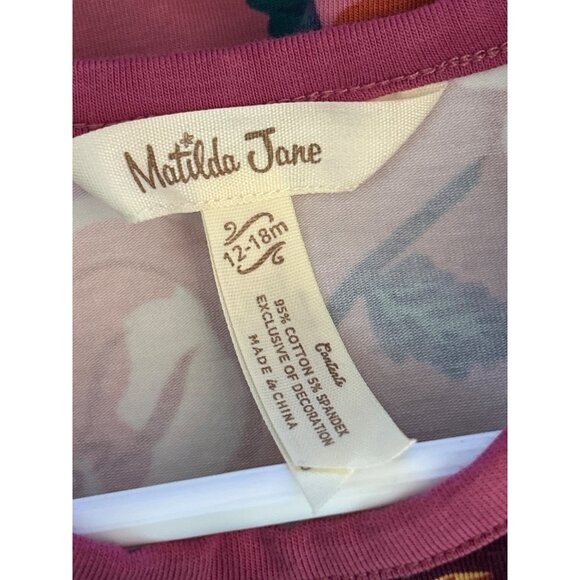 Matilda Jane
12-18m
Contents
95% COTTON 5% SPANDEX
EXCLUSIVE OF DECORATION
MADE in CHINA